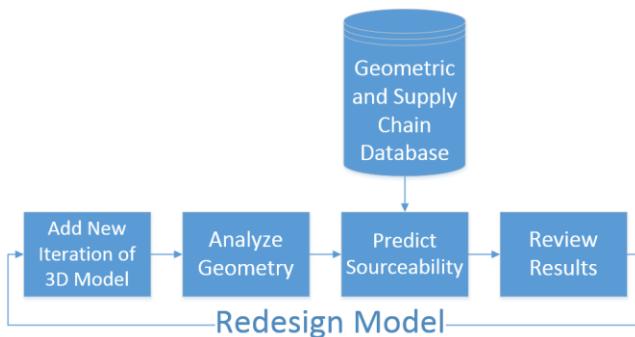 Geometric
and Supply
Chain
Database
Add New
Iteration of
3D Model
Analyze
Geometry
Predict
Sourceability
Review
Results
Redesign Model